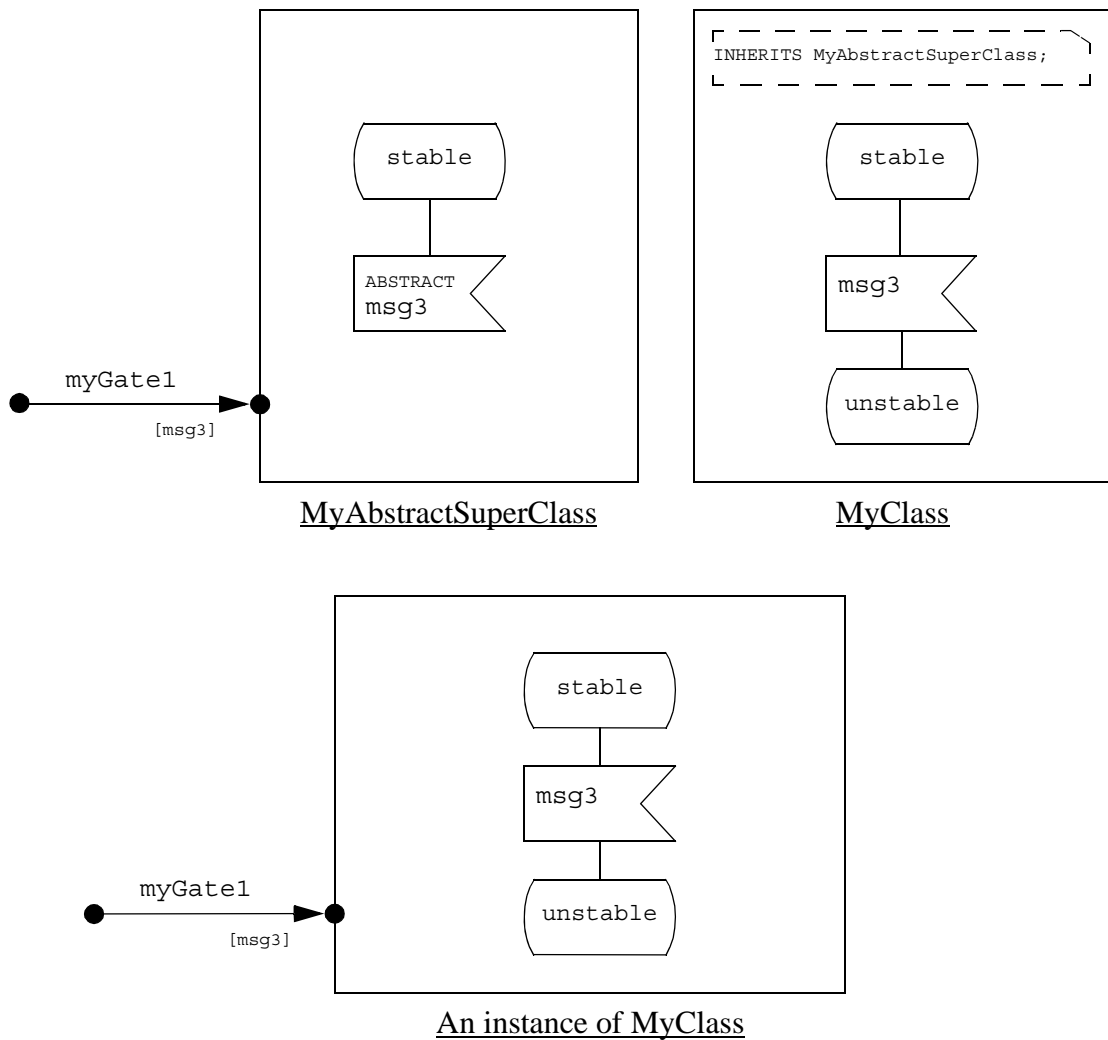 INHERITS MyAbstractSuperClass;
stable
stable
ABSTRACT
msg3
msg3
myGate1
[msg3]
unstable
MyAbstractSuperClass
MyClass
stable
msg3
myGate1
[msg3]
unstable
An instance of MyClass